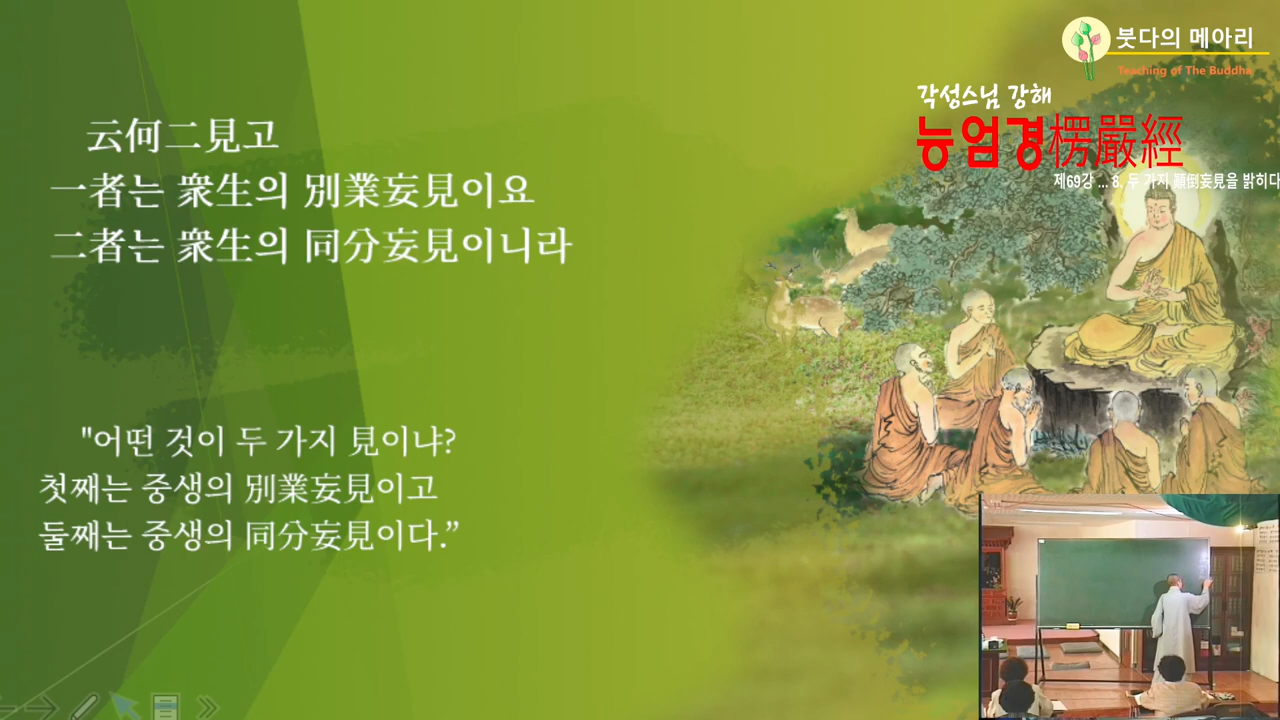 붓다의 메아리
Teaching of The Buddha
각성스님 강해
능엄경楞嚴經
제69강 ... 8. 두 가지 顚倒妄見을 밝히다
云何二見고
一者는 衆生의 別業妄見이요
二者는 衆生의 同分妄見이니라
"어떤 것이 두 가지 見이냐?
첫째는 중생의 別業妄見이고
둘째는 중생의 同分妄見이다.”